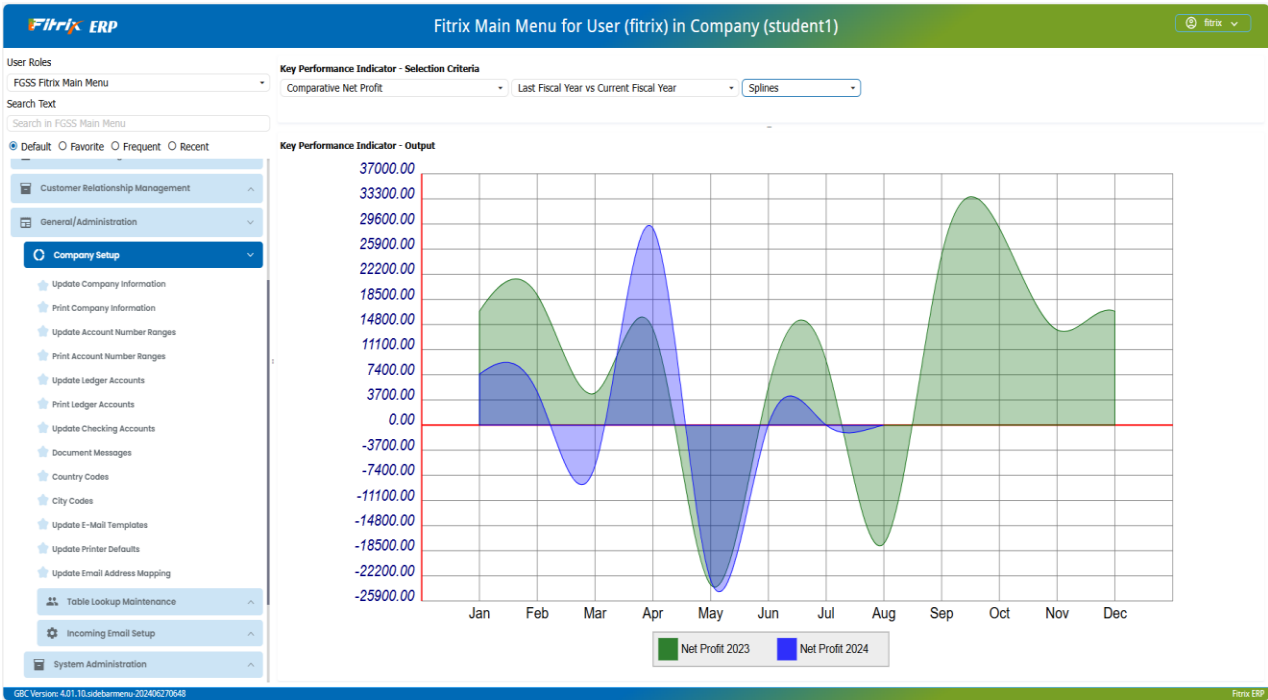 Fitrix ERP
Fitrix Main Menu for User (fitrix) in Company (student1)
fitrix
User Roles
FGSS Fitrix Main Menu
Search Text
Search in FGSS Main Menu
Default Favorite Frequent Recent
Customer Relationship Management
General/Administration
Company Setup
Update Company Information
Print Company Information
Update Account Number Ranges
Print Account Number Ranges
Update Ledger Accounts
Print Ledger Accounts
Update Checking Accounts
Document Messages
Country Codes
City Codes
Update E-Mail Templates
Update Printer Defaults
Update Email Address Mapping
Table Lookup Maintenance
Incoming Email Setup
System Administration
Key Performance Indicator - Selection Criteria
Comparative Net Profit Last Fiscal Year vs Current Fiscal Year Splines
Key Performance Indicator - Output
37000.00
33300.00
29600.00
25900.00
22200.00
18500.00
14800.00
11100.00
7400.00
3700.00
0.00
-3700.00
-7400.00
-11100.00
-14800.00
-18500.00
-22200.00
-25900.00
Jan Feb Mar Apr May Jun Jul Aug Sep Oct Nov Dec
Net Profit 2023 Net Profit 2024
GBC Version: 4.01.10.sidebarmenu-202406270648
Fitrix ERP